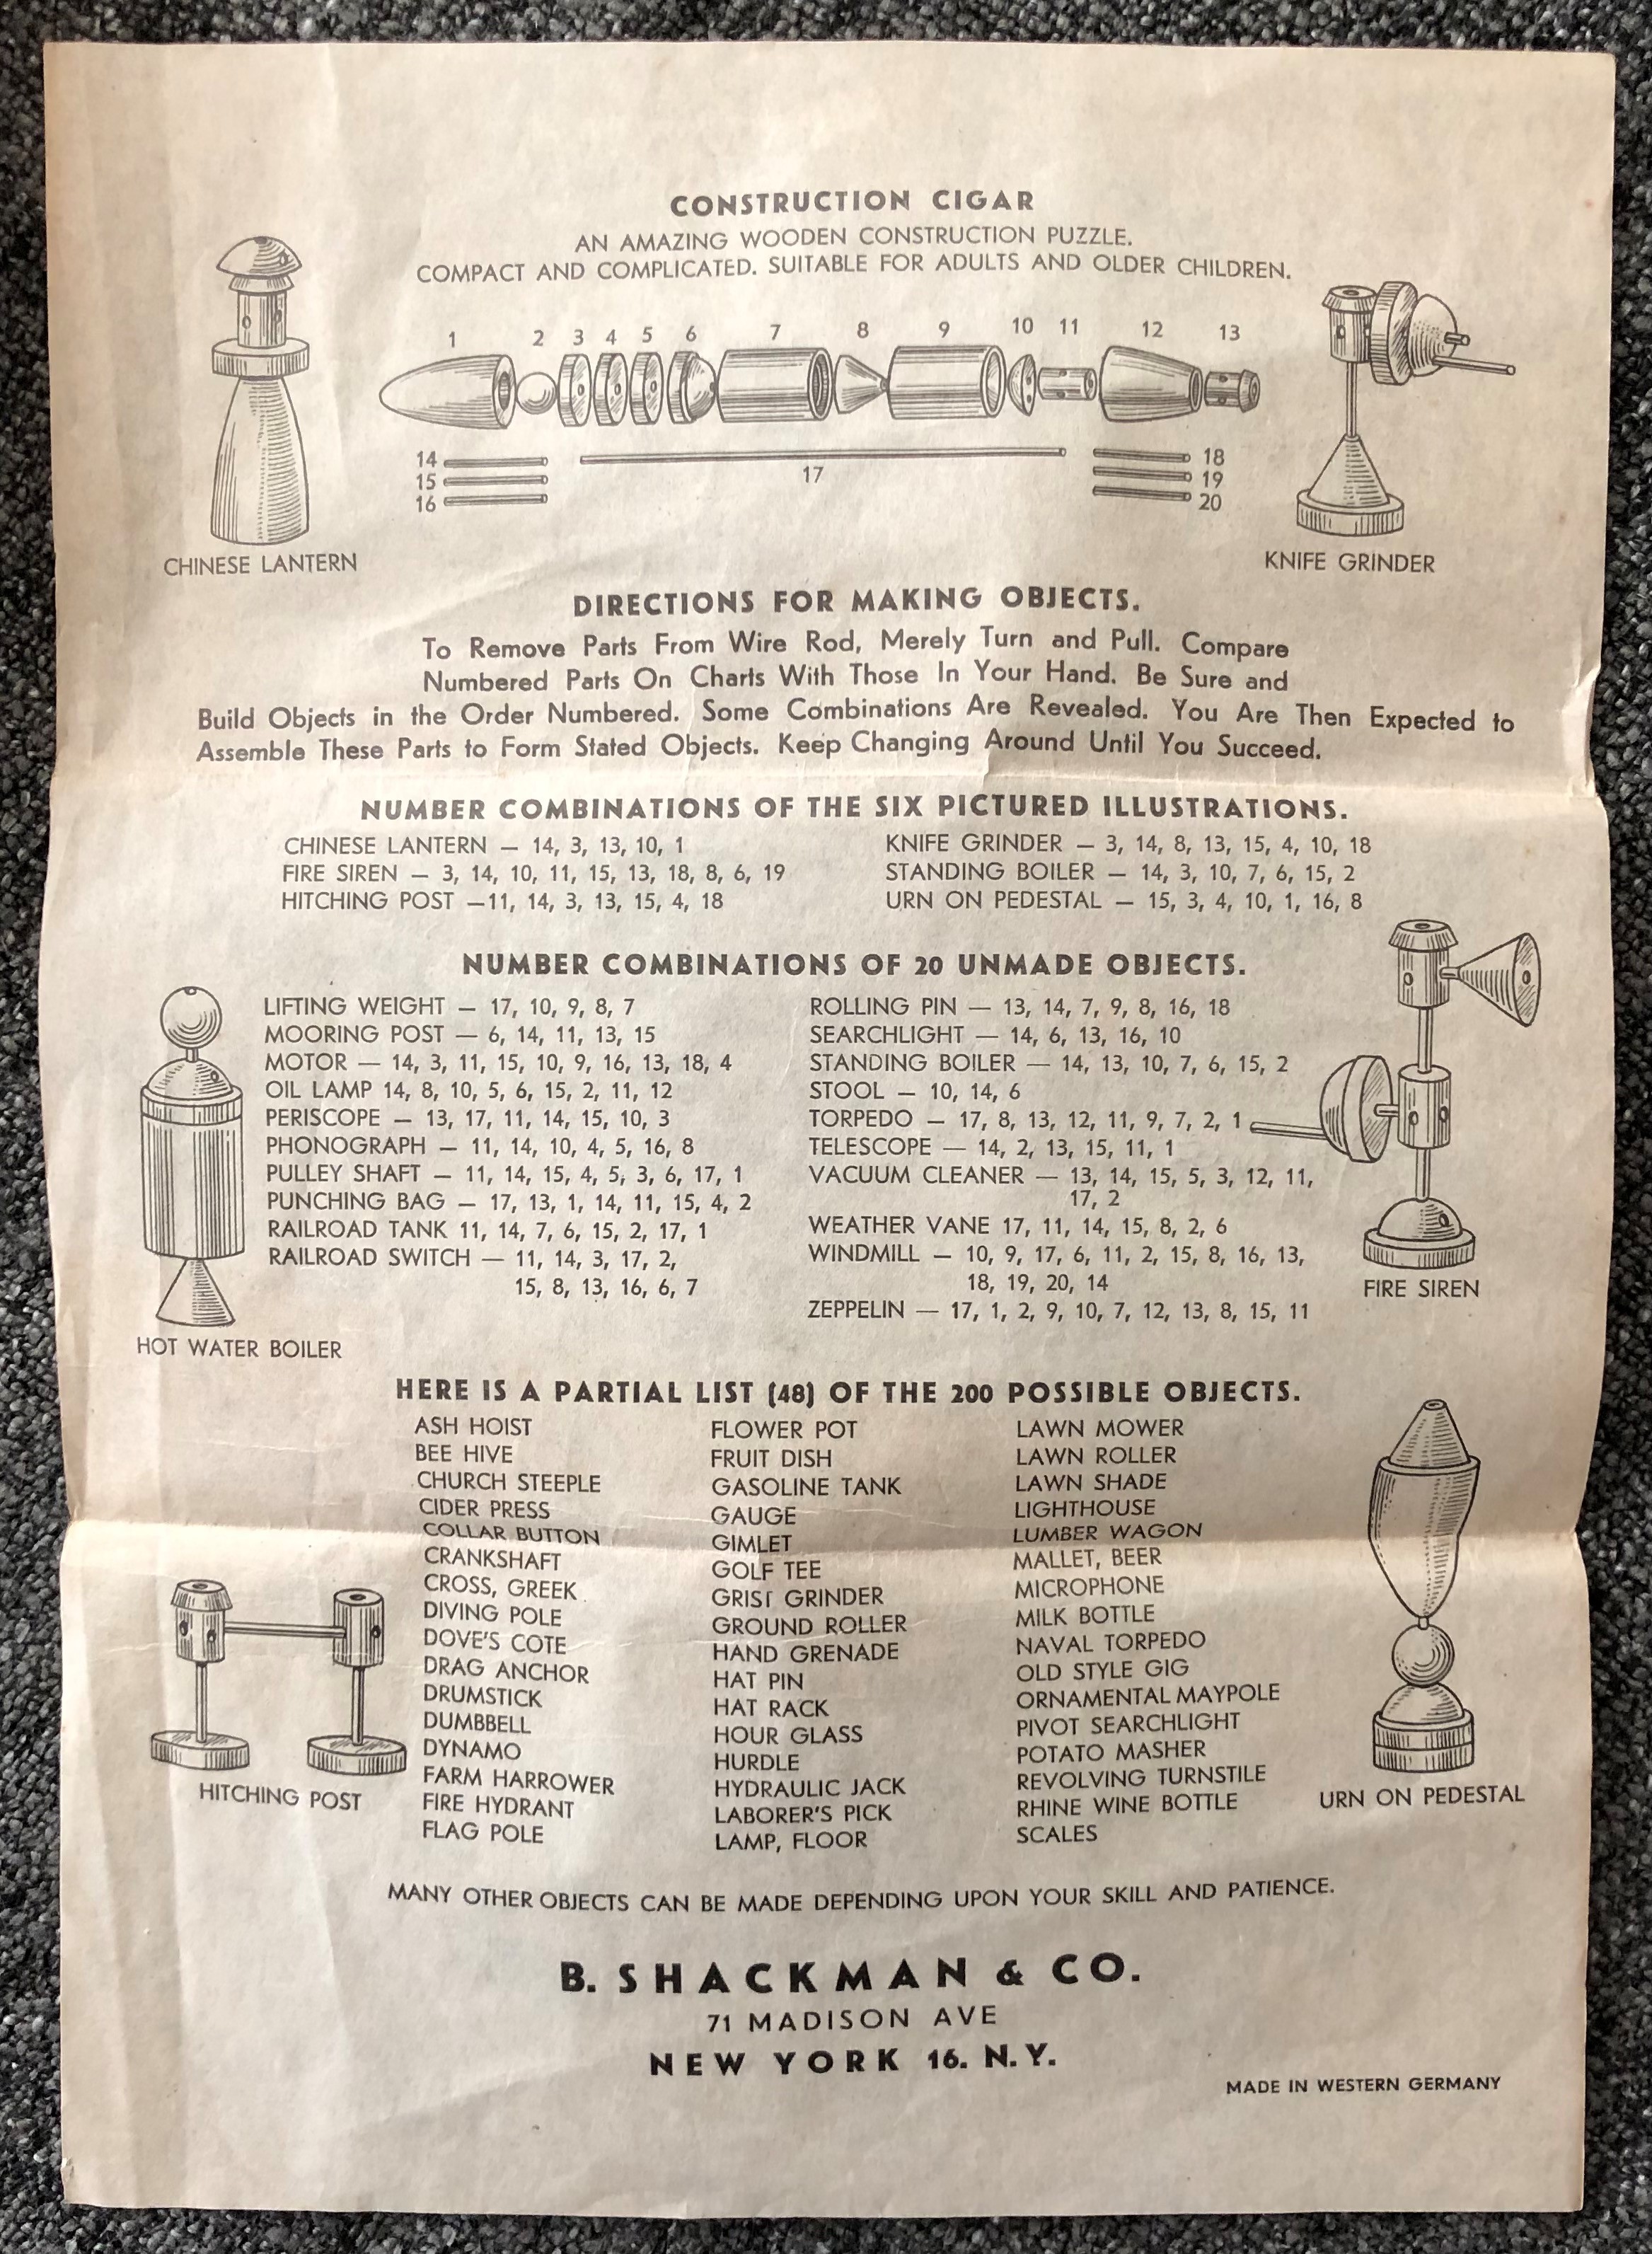 CONSTRUCTION CIGAR
AN AMAZING WOODEN CONSTRUCTION PUZZLE.
COMPACT AND COMPLICATED. SUITABLE FOR ADULTS AND OLDER CHILDREN.
1 2 3 4 5 6 7 8 9 10 11 12 13
14 18
15 17 19
16 20
CHINESE LANTERN
KNIFE GRINDER
DIRECTIONS FOR MAKING OBJECTS.
To Remove Parts From Wire Rod, Merely Turn and Pull. Compare
Numbered Parts On Charts With Those In Your Hand. Be Sure and
Build Objects in the Order Numbered. Some Combinations Are Revealed. You Are Then Expected to
Assemble These Parts to Form Stated Objects. Keep Changing Around Until You Succeed.
NUMBER COMBINATIONS OF THE SIX PICTURED ILLUSTRATIONS.
CHINESE LANTERN — 14, 3, 13, 10, 1
FIRE SIREN — 3, 14, 10, 11, 15, 13, 18, 8, 6, 19
HITCHING POST —11, 14, 3, 13, 15, 4, 18
KNIFE GRINDER — 3, 14, 8, 13, 15, 4, 10, 18
STANDING BOILER — 14, 3, 10, 7, 6, 15, 2
URN ON PEDESTAL — 15, 3, 4, 10, 1, 16, 8
NUMBER COMBINATIONS OF 20 UNMADE OBJECTS.
LIFTING WEIGHT — 17, 10, 9, 8, 7
MOORING POST — 6, 14, 11, 13, 15
MOTOR — 14, 3, 11, 15, 10, 9, 16, 13, 18, 4
OIL LAMP 14, 8, 10, 5, 6, 15, 2, 11, 12
PERISCOPE — 13, 17, 11, 14, 15, 10, 3
PHONOGRAPH — 11, 14, 10, 4, 5, 16, 8
PULLEY SHAFT — 11, 14, 15, 4, 5, 3, 6, 17, 1
PUNCHING BAG — 17, 13, 1, 14, 11, 15, 4, 2
RAILROAD TANK 11, 14, 7, 6, 15, 2, 17, 1
RAILROAD SWITCH — 11, 14, 3, 17, 2,
15, 8, 13, 16, 6, 7
ROLLING PIN — 13, 14, 7, 9, 8, 16, 18
SEARCHLIGHT — 14, 6, 13, 16, 10
STANDING BOILER — 14, 13, 10, 7, 6, 15, 2
STOOL — 10, 14, 6
TORPEDO — 17, 8, 13, 12, 11, 9, 7, 2, 1
TELESCOPE — 14, 2, 13, 15, 11, 1
VACUUM CLEANER — 13, 14, 15, 5, 3, 12, 11,
17, 2
WEATHER VANE 17, 11, 14, 15, 8, 2, 6
WINDMILL — 10, 9, 17, 6, 11, 2, 15, 8, 16, 13,
18, 19, 20, 14
ZEPPELIN — 17, 1, 2, 9, 10, 7, 12, 13, 8, 15, 11
HOT WATER BOILER
FIRE SIREN
HERE IS A PARTIAL LIST (48) OF THE 200 POSSIBLE OBJECTS.
ASH HOIST
BEE HIVE
CHURCH STEEPLE
CIDER PRESS
COLLAR BUTTON
CRANKSHAFT
CROSS, GREEK
DIVING POLE
DOVE'S COTE
DRAG ANCHOR
DRUMSTICK
DUMBBELL
DYNAMO
FARM HARROWER
FIRE HYDRANT
FLAG POLE
FLOWER POT
FRUIT DISH
GASOLINE TANK
GAUGE
GIMLET
GOLF TEE
GRIST GRINDER
GROUND ROLLER
HAND GRENADE
HAT PIN
HAT RACK
HOUR GLASS
HURDLE
HYDRAULIC JACK
LABORER'S PICK
LAMP, FLOOR
LAWN MOWER
LAWN ROLLER
LAWN SHADE
LIGHTHOUSE
LUMBER WAGON
MALLET, BEER
MICROPHONE
MILK BOTTLE
NAVAL TORPEDO
OLD STYLE GIG
ORNAMENTAL MAYPOLE
PIVOT SEARCHLIGHT
POTATO MASHER
REVOLVING TURNSTILE
RHINE WINE BOTTLE
SCALES
HITCHING POST
URN ON PEDESTAL
MANY OTHER OBJECTS CAN BE MADE DEPENDING UPON YOUR SKILL AND PATIENCE.
B. SHACKMAN & CO.
71 MADISON AVE
NEW YORK 16. N.Y.
MADE IN WESTERN GERMANY